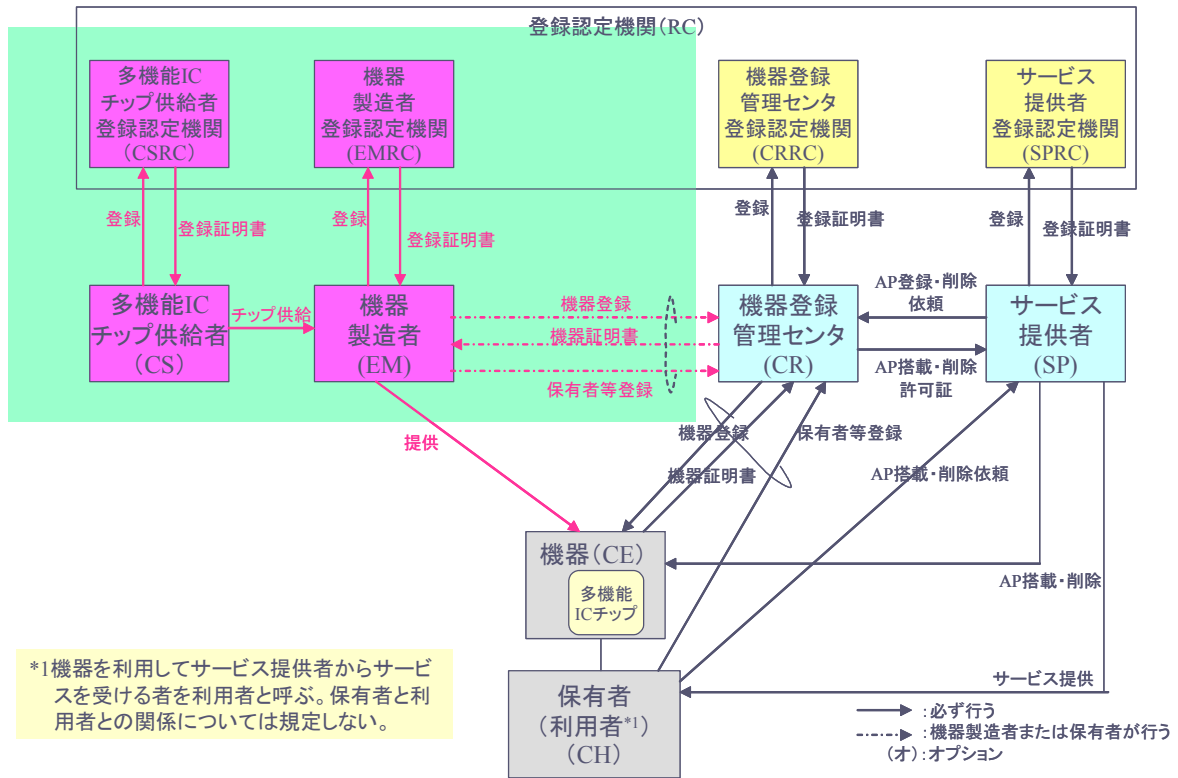 登録認定機関(RC)
多機能IC
チップ供給者
登録認定機関
(CSRC)
機器
製造者
登録認定機関
(EMRC)
機器登録
管理センタ
登録認定機関
(CRRC)
サービス
提供者
登録認定機関
(SPRC)
登録
登録証明書
登録
登録証明書
登録
登録証明書
登録
登録証明書
多機能IC
チップ供給者
(CS)
チップ供給
機器
製造者
(EM)
機器登録
機器証明書
保有者等登録
機器登録
管理センタ
(CR)
AP登録・削除
依頼
AP搭載・削除
許可証
サービス
提供者
(SP)
提供
機器登録
機器証明書
保有者等登録
AP搭載・削除依頼
機器(CE)
多機能
ICチップ
AP搭載・削除
*1機器を利用してサービス提供者からサービ
スを受ける者を利用者と呼ぶ。保有者と利
用者との関係については規定しない。
保有者
(利用者*1)
(CH)
サービス提供
:必ず行う
:機器製造者または保有者が行う
(オ):オプション